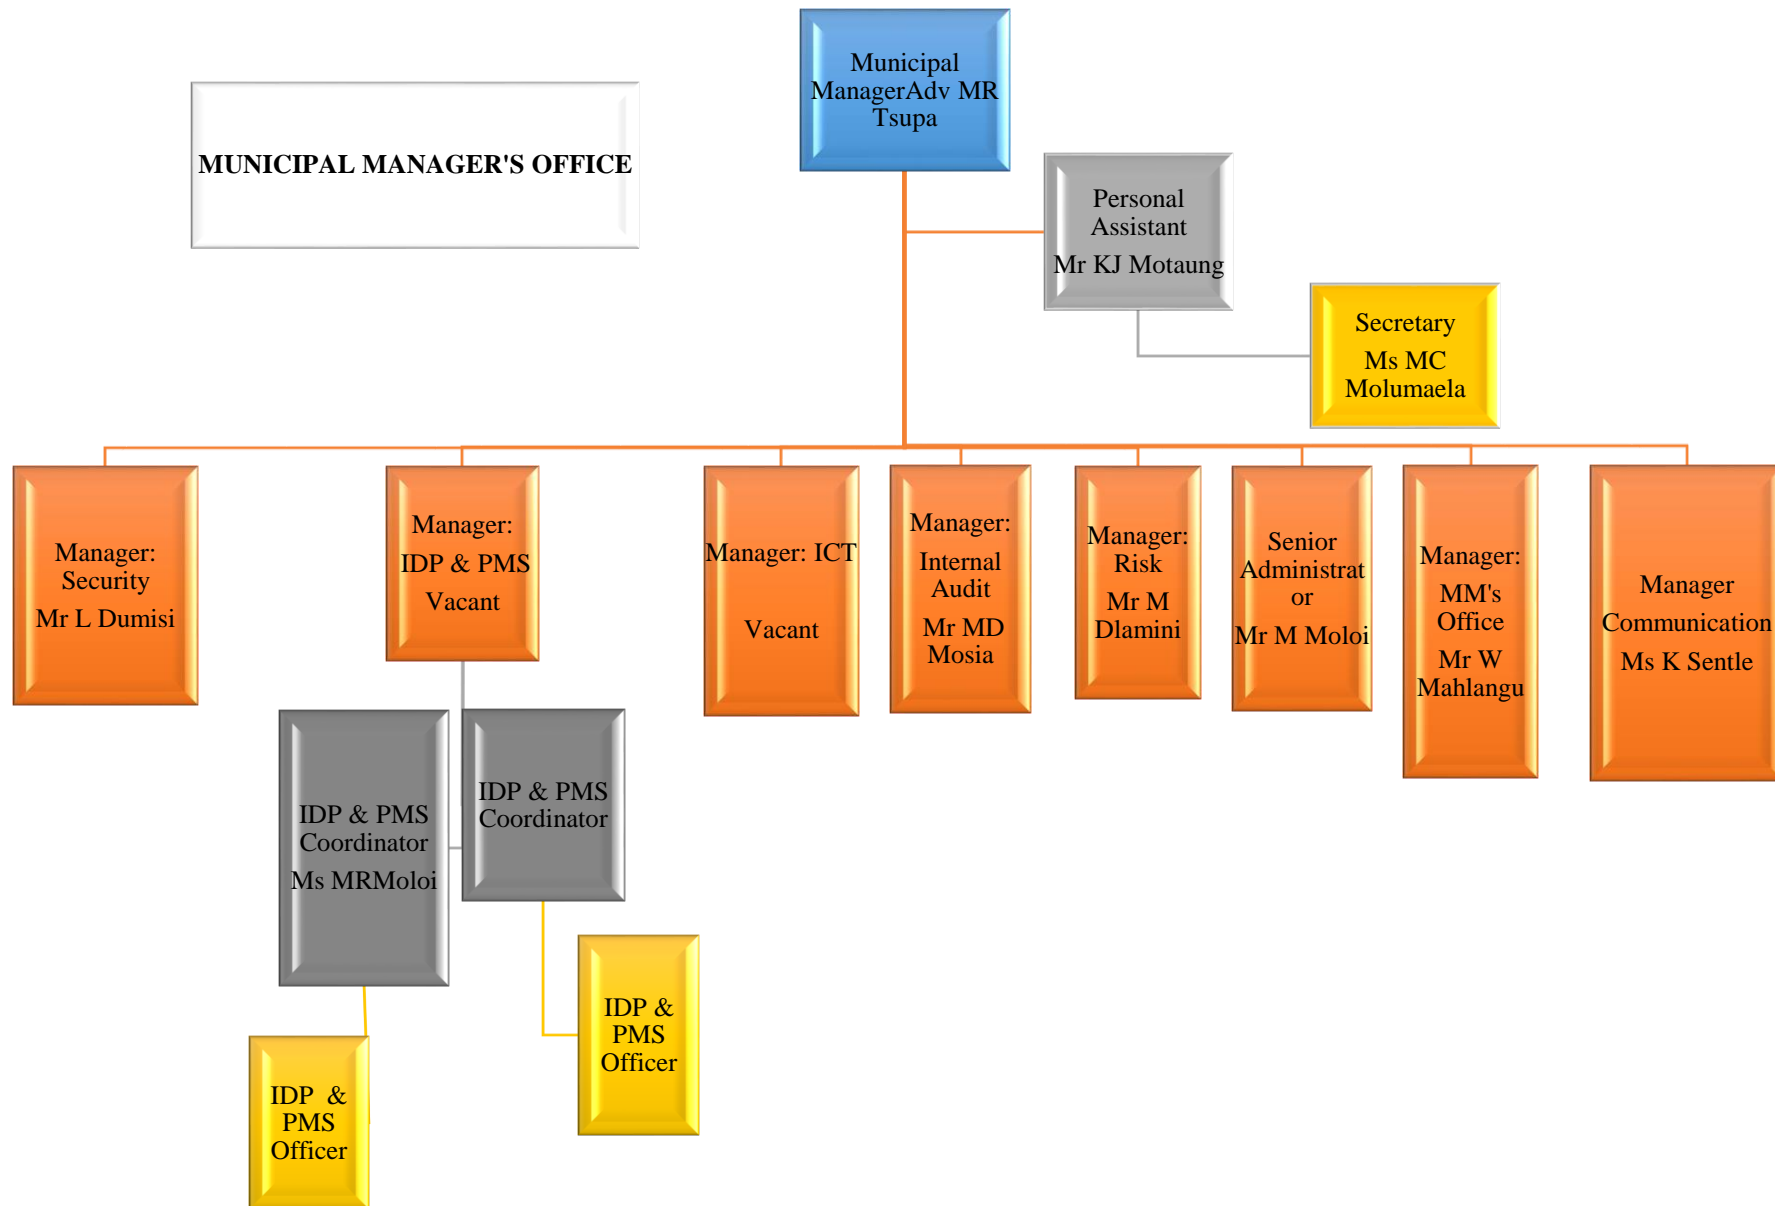 Municipal
ManagerAdv MR
Tsupa
MUNICIPAL MANAGER'S OFFICE
Personal
Assistant
Mr KJ Motaung
Secretary
Ms MC
Molumaela
Manager:
Security
Mr L Dumisi
Manager:
IDP & PMS
Vacant
Manager: ICT
Vacant
Manager:
Internal
Audit
Mr MD
Mosia
Manager:
Risk
Mr M
Dlamini
Senior
Administrat
or
Mr M Moloi
Manager:
MM's
Office
Mr W
Mahlangu
Manager
Communication
Ms K Sentle
IDP & PMS
Coordinator
Ms MRMoloi
IDP & PMS
Coordinator
IDP &
PMS
Officer
IDP &
PMS
Officer